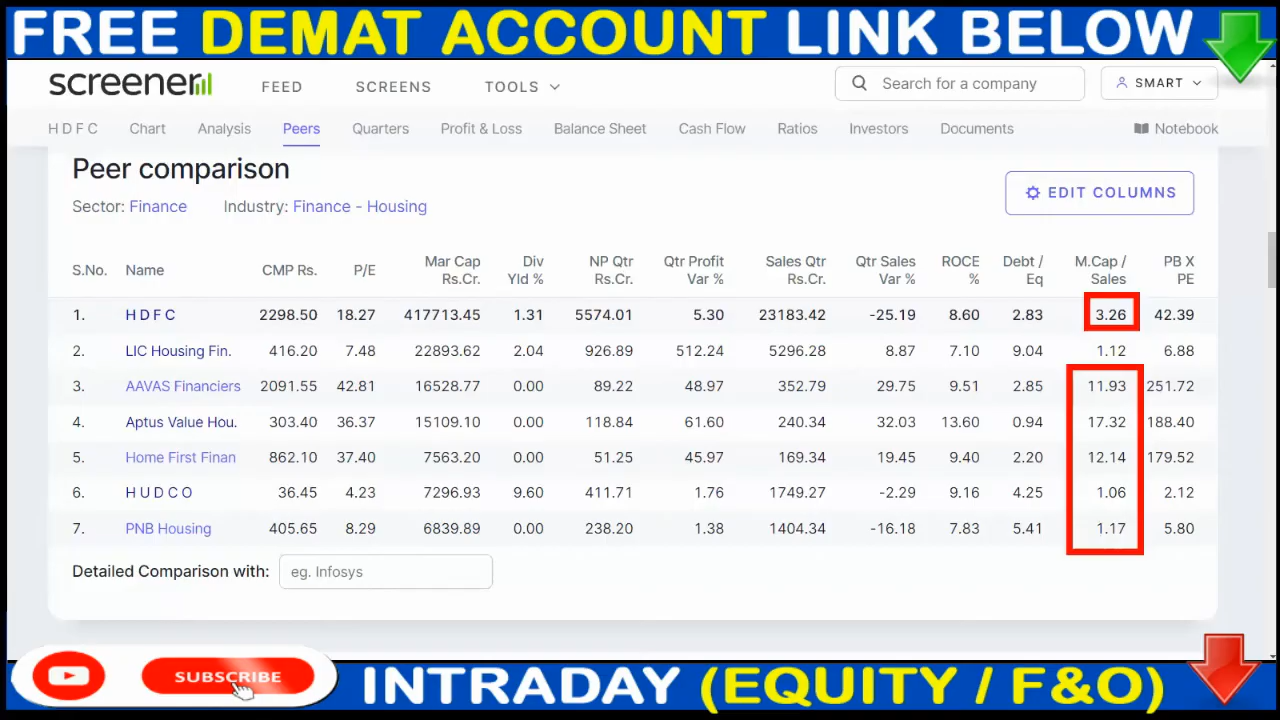 FREE DEMAT ACCOUNT LINK BELOW
screener FEED SCREENS TOOLS Search for a company SMART
H D F C Chart Analysis Peers Quarters Profit & Loss Balance Sheet Cash Flow Ratios Investors Documents Notebook
Peer comparison
EDIT COLUMNS
Sector: Finance Industry: Finance - Housing
S.No. Name CMP Rs. P/E Mar Cap Rs.Cr. Div Yld % NP Qtr Rs.Cr. Qtr Profit Var % Sales Qtr Rs.Cr. Qtr Sales Var % ROCE % Debt / Eq M.Cap / Sales PB X PE
1. H D F C 2298.50 18.27 417713.45 1.31 5574.01 5.30 23183.42 -25.19 8.60 2.83 3.26 42.39
2. LIC Housing Fin. 416.20 7.48 22893.62 2.04 926.89 512.24 5296.28 8.87 7.10 9.04 1.12 6.88
3. AAVAS Financiers 2091.55 42.81 16528.77 0.00 89.22 48.97 352.79 29.75 9.51 2.85 11.93 251.72
4. Aptus Value Hou. 303.40 36.37 15109.10 0.00 118.84 61.60 240.34 32.03 13.60 0.94 17.32 188.40
5. Home First Finan 862.10 37.40 7563.20 0.00 51.25 45.97 169.34 19.45 9.40 2.20 12.14 179.52
6. H U D C O 36.45 4.23 7296.93 9.60 411.71 1.76 1749.27 -2.29 9.16 4.25 1.06 2.12
7. PNB Housing 405.65 8.29 6839.89 0.00 238.20 1.38 1404.34 -16.18 7.83 5.41 1.17 5.80
Detailed Comparison with: eg. Infosys
SUBSCRIBE
INTRADAY (EQUITY / F&O)